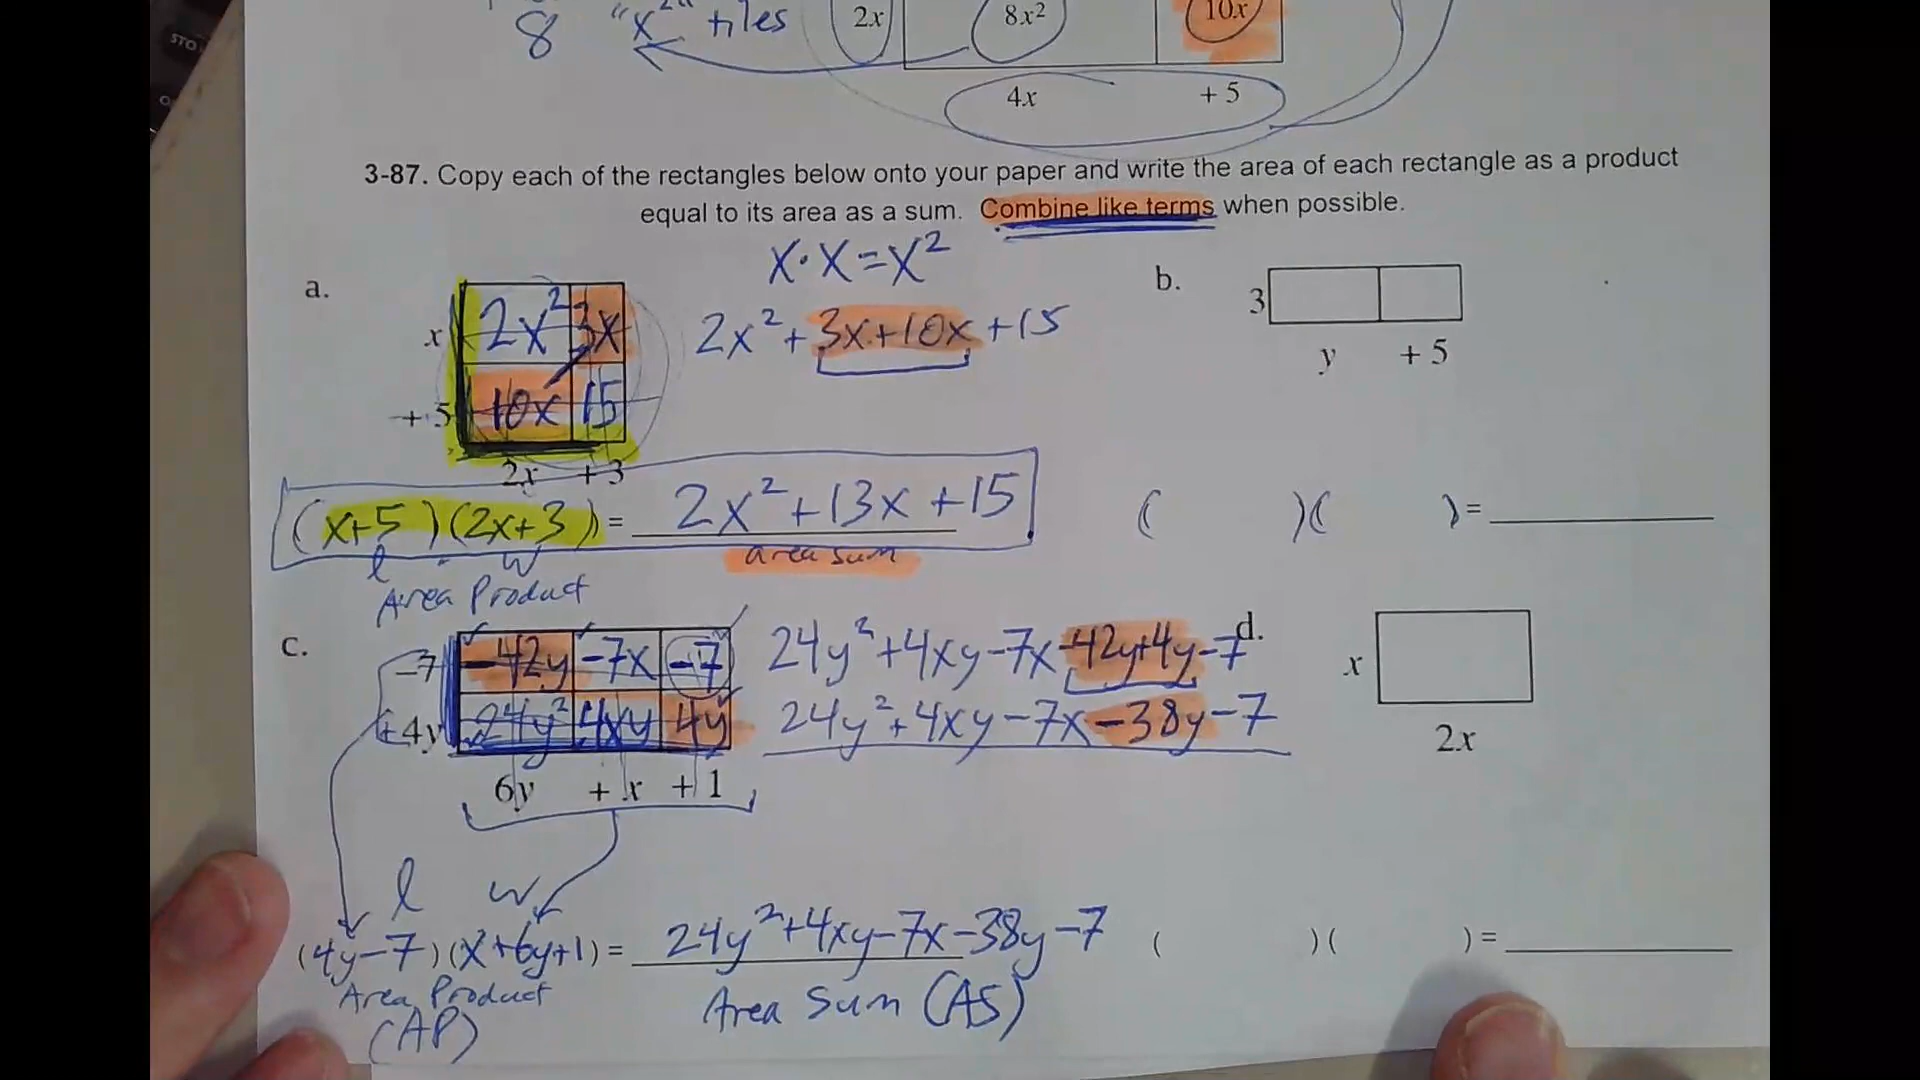 8 "x²" tiles
2x 8x² 10x
4x + 5
3-87. Copy each of the rectangles below onto your paper and write the area of each rectangle as a product
equal to its area as a sum. Combine like terms when possible.
x·x=x²
a.
x 2x² 3x
+5 10x 15
2x +3
2x²+3x+10x+15
(x+5)(2x+3)= 2x²+13x+15
l w area sum
Area Product
b.
3
y + 5
( )( )=
c.
-7 -42y -7x -7
+4y 24y² 4xy 4y
6y + x + 1
24y²+4xy-7x-42y+4y-7
24y²+4xy-7x-38y-7
l w
(4y-7)(x+6y+1)= 24y²+4xy-7x-38y-7
Area Product Area Sum (AS)
(AP)
d.
x
2x
( )( )=